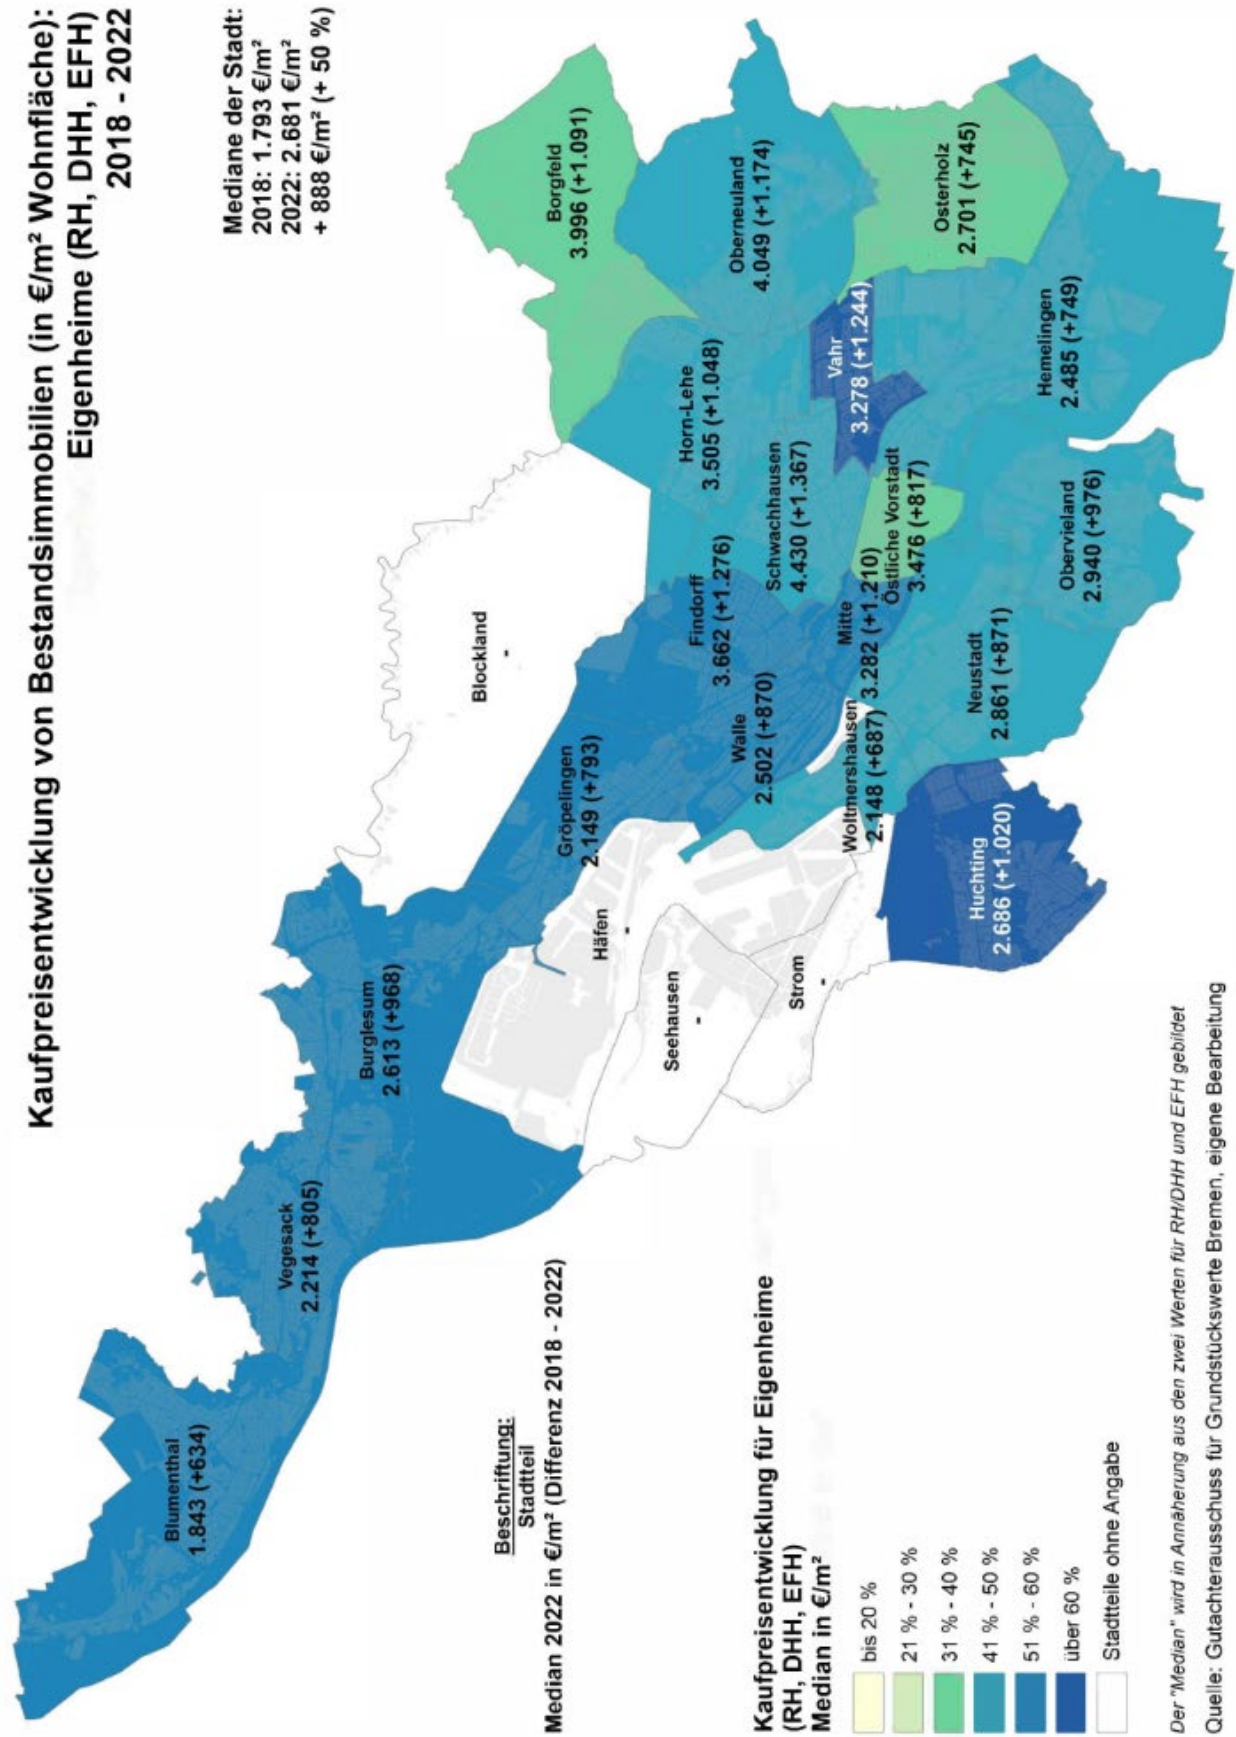 Kaufpreisentwicklung von Bestandsimmobilien (in €/m² Wohnfläche):
Eigenheime (RH, DHH, EFH)
2018 - 2022
Mediane der Stadt:
2018: 1.793 €/m²
2022: 2.681 €/m²
+ 888 €/m² (+ 50 %)
Blumenthal
1.843 (+634)
Vegesack
2.214 (+805)
Burglesum
2.613 (+968)
Gröpelingen
2.149 (+793)
Blockland
Häfen
Seehausen
Strom
Walle
2.502 (+870)
Findorff
3.662 (+1.276)
Mitte
3.282 (+1.210)
Woltmershausen
2.148 (+687)
Huchting
2.686 (+1.020)
Neustadt
2.861 (+871)
Obervieland
2.940 (+976)
Östliche Vorstadt
3.476 (+817)
Schwachhausen
4.430 (+1.367)
Horn-Lehe
3.505 (+1.048)
Borgfeld
3.996 (+1.091)
Oberneuland
4.049 (+1.174)
Vahr
3.278 (+1.244)
Osterholz
2.701 (+745)
Hemelingen
2.485 (+749)
Beschriftung:
Stadtteil
Median 2022 in €/m² (Differenz 2018 - 2022)
Kaufpreisentwicklung für Eigenheime
(RH, DHH, EFH)
Median in €/m²
bis 20 %
21 % - 30 %
31 % - 40 %
41 % - 50 %
51 % - 60 %
über 60 %
Stadtteile ohne Angabe
Der "Median" wird in Annäherung aus den zwei Werten für RH/DHH und EFH gebildet
Quelle: Gutachterausschuss für Grundstückswerte Bremen, eigene Bearbeitung